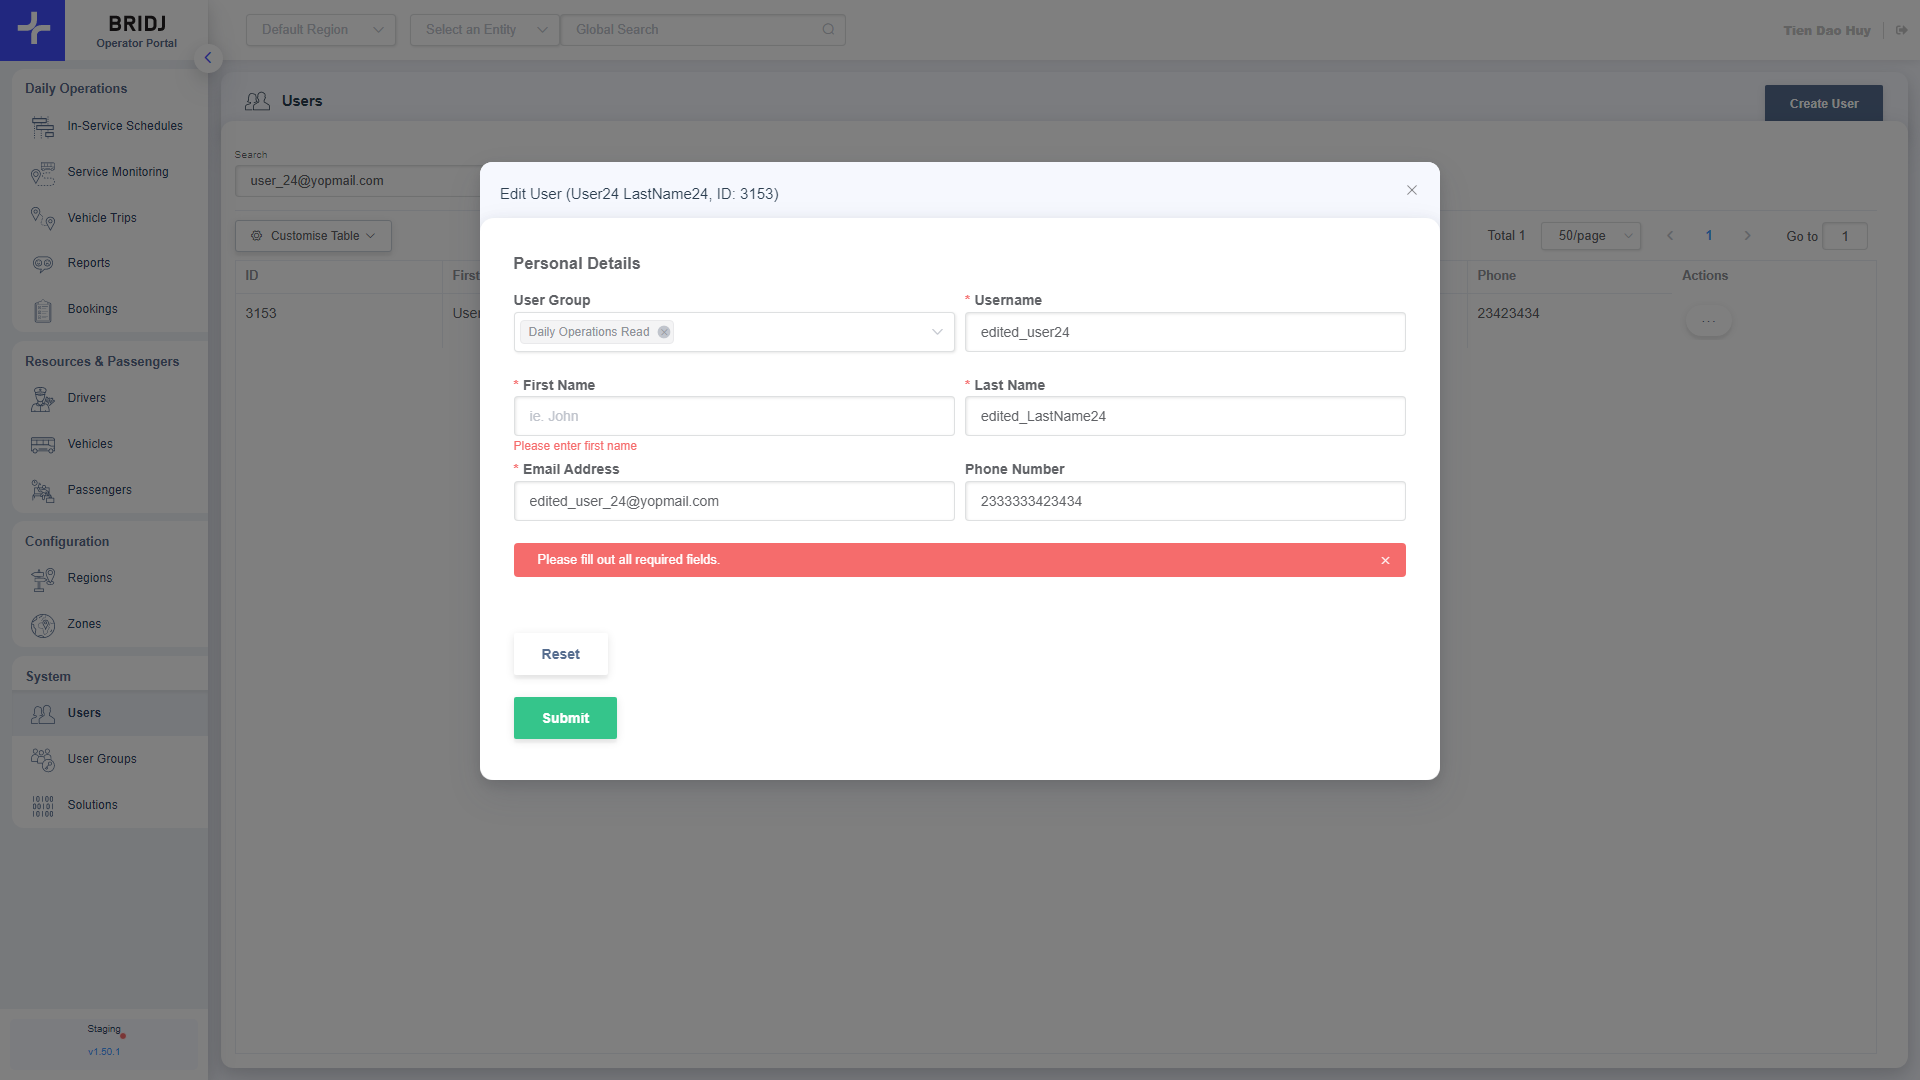 BRIDJ
Operator Portal
Default Region
Select an Entity
Global Search
Tien Dao Huy
Daily Operations
In-Service Schedules
Service Monitoring
Vehicle Trips
Reports
Bookings
Resources & Passengers
Drivers
Vehicles
Passengers
Configuration
Regions
Zones
System
Users
User Groups
Solutions
Staging
v1.50.1
Users
Create User
Search
user_24@yopmail.com
Customise Table
Total 1
50/page
1
Go to
1
ID
First
Phone
Actions
3153
User
23423434
...
Edit User (User24 LastName24, ID: 3153)
Personal Details
User Group
* Username
Daily Operations Read
edited_user24
* First Name
* Last Name
ie. John
edited_LastName24
Please enter first name
* Email Address
Phone Number
edited_user_24@yopmail.com
2333333423434
Please fill out all required fields.
Reset
Submit